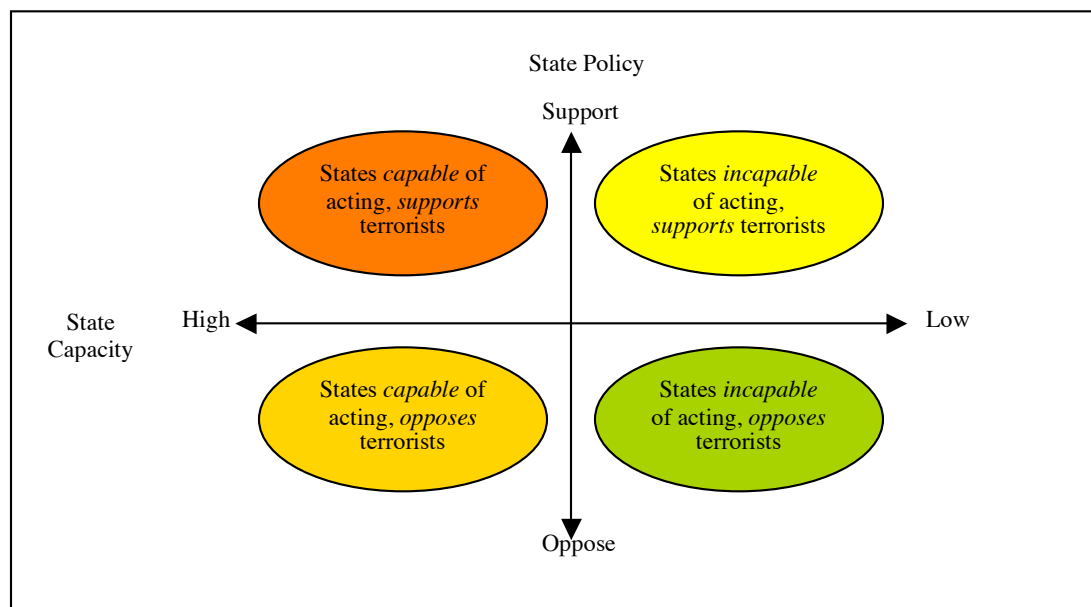 State Policy
Support
States capable of
acting, supports
terrorists
States incapable
of acting,
supports terrorists
State
Capacity
High
Low
States capable of
acting, opposes
terrorists
States incapable
of acting, opposes
terrorists
Oppose